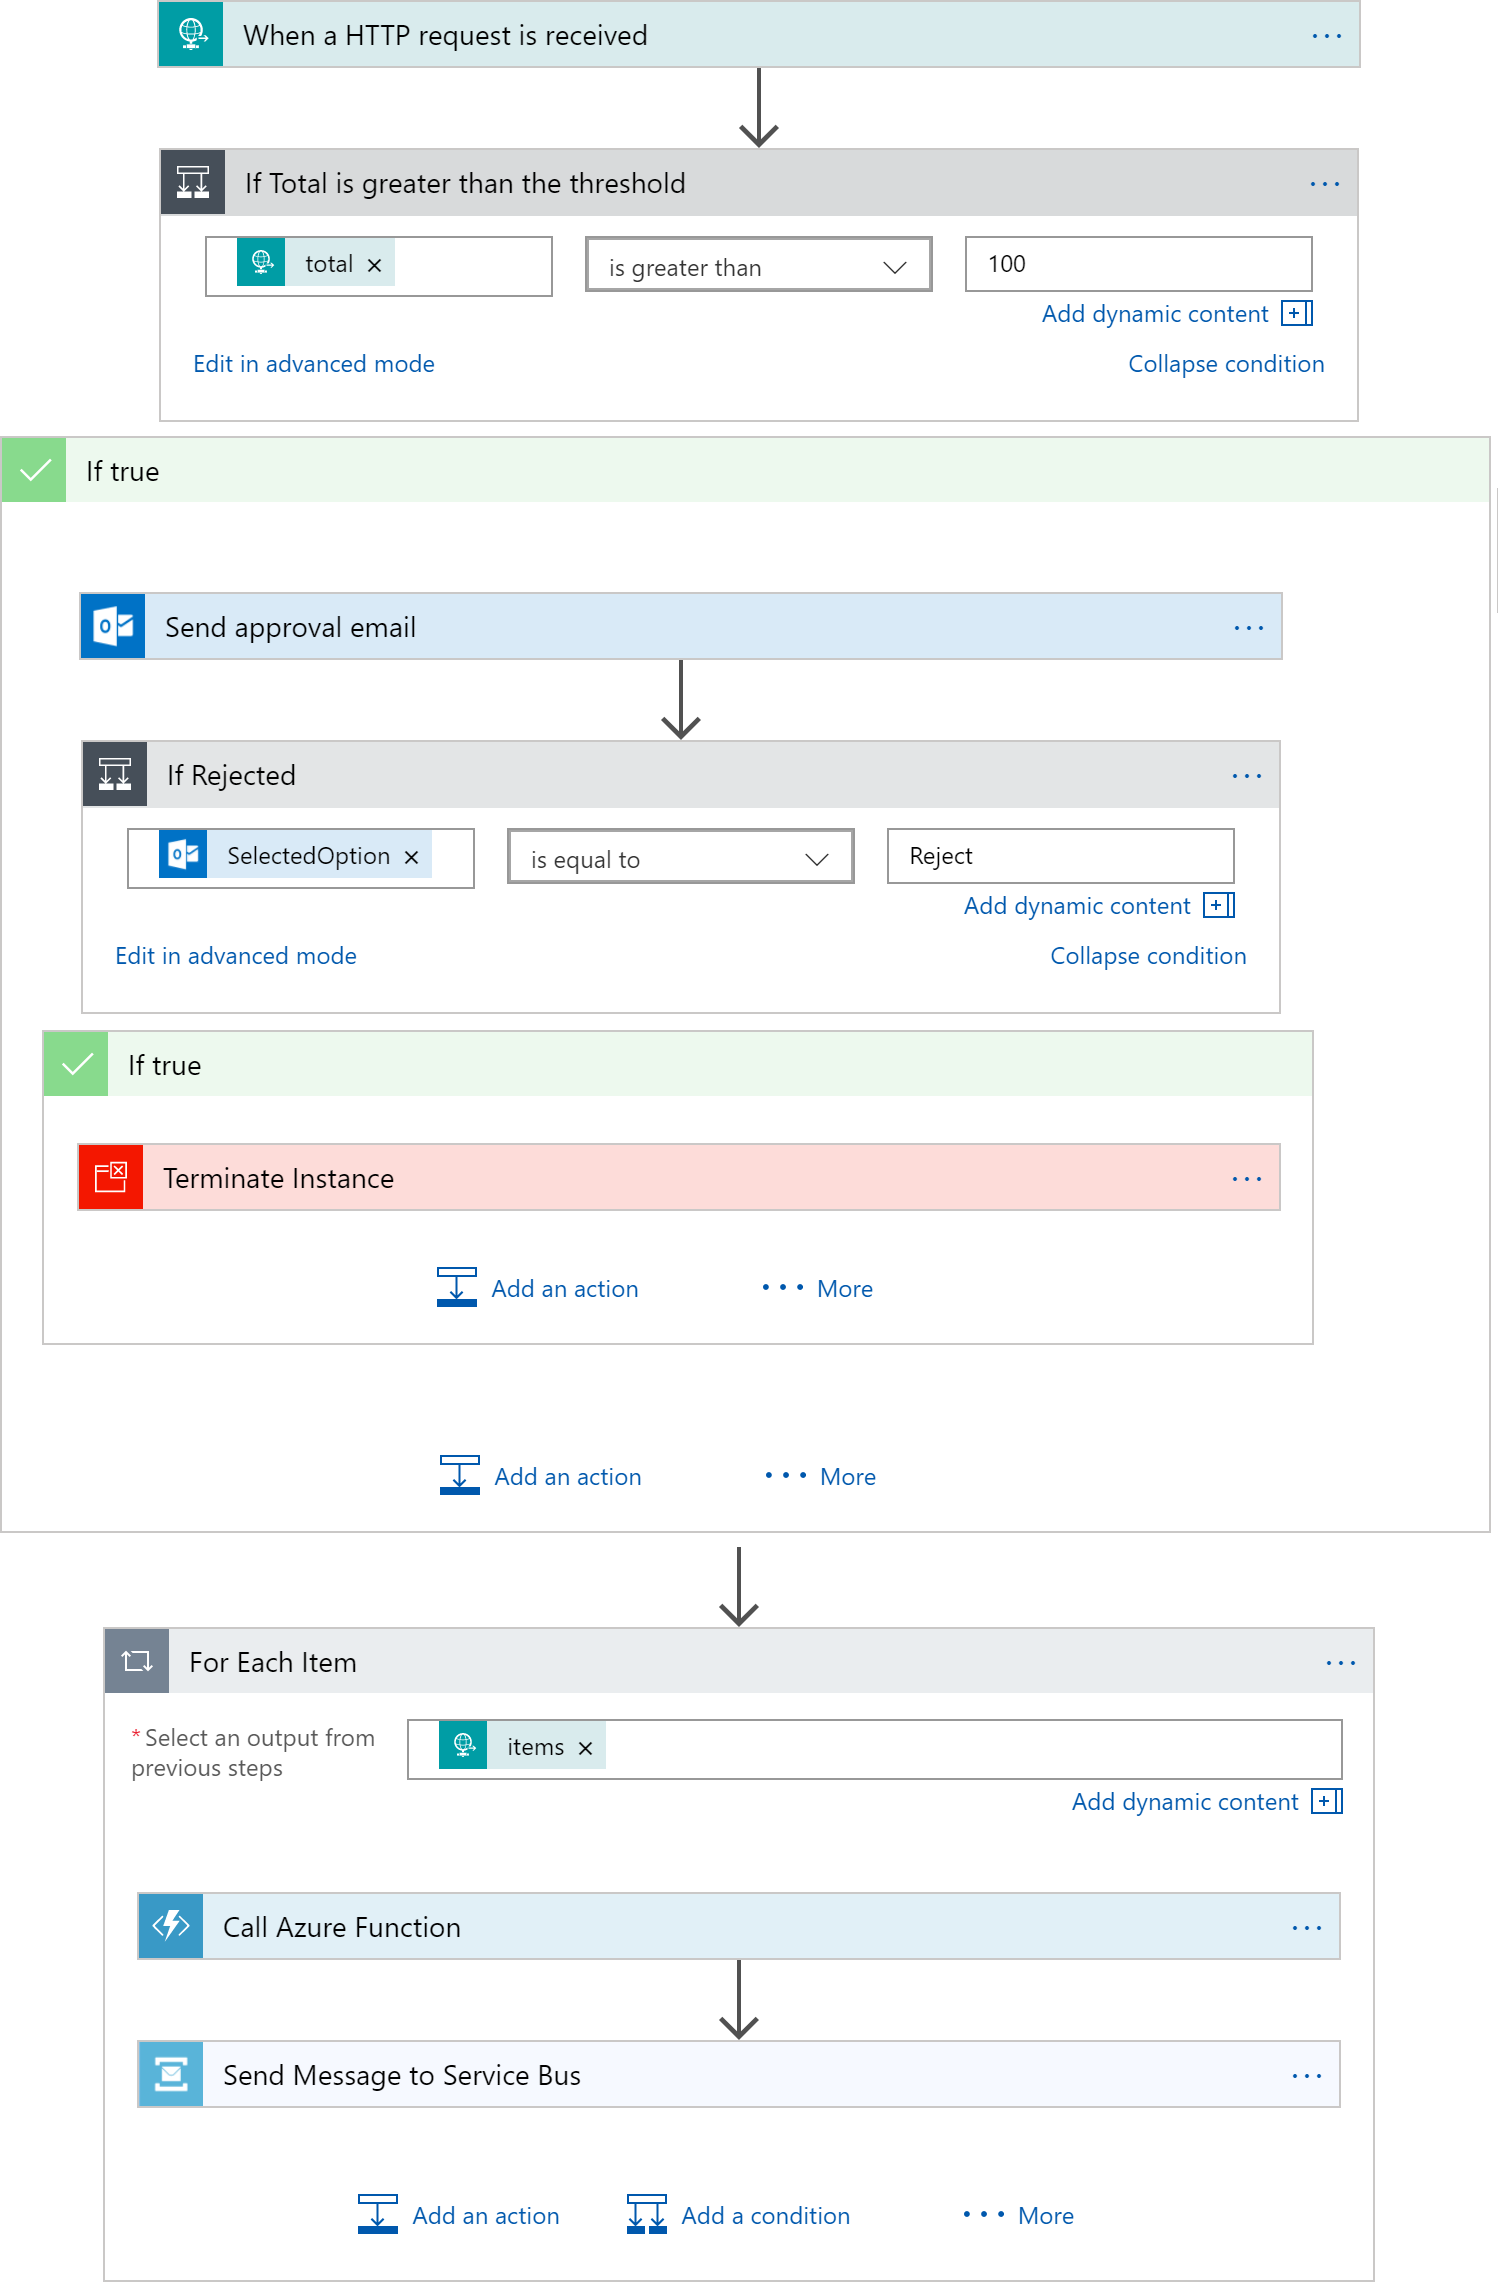 When a HTTP request is received
If Total is greater than the threshold
total × is greater than 100
Add dynamic content
Edit in advanced mode Collapse condition
If true
Send approval email
If Rejected
SelectedOption × is equal to Reject
Add dynamic content
Edit in advanced mode Collapse condition
If true
Terminate Instance
Add an action ··· More
Add an action ··· More
For Each Item
*Select an output from
previous steps
items ×
Add dynamic content
Call Azure Function
Send Message to Service Bus
Add an action Add a condition ··· More